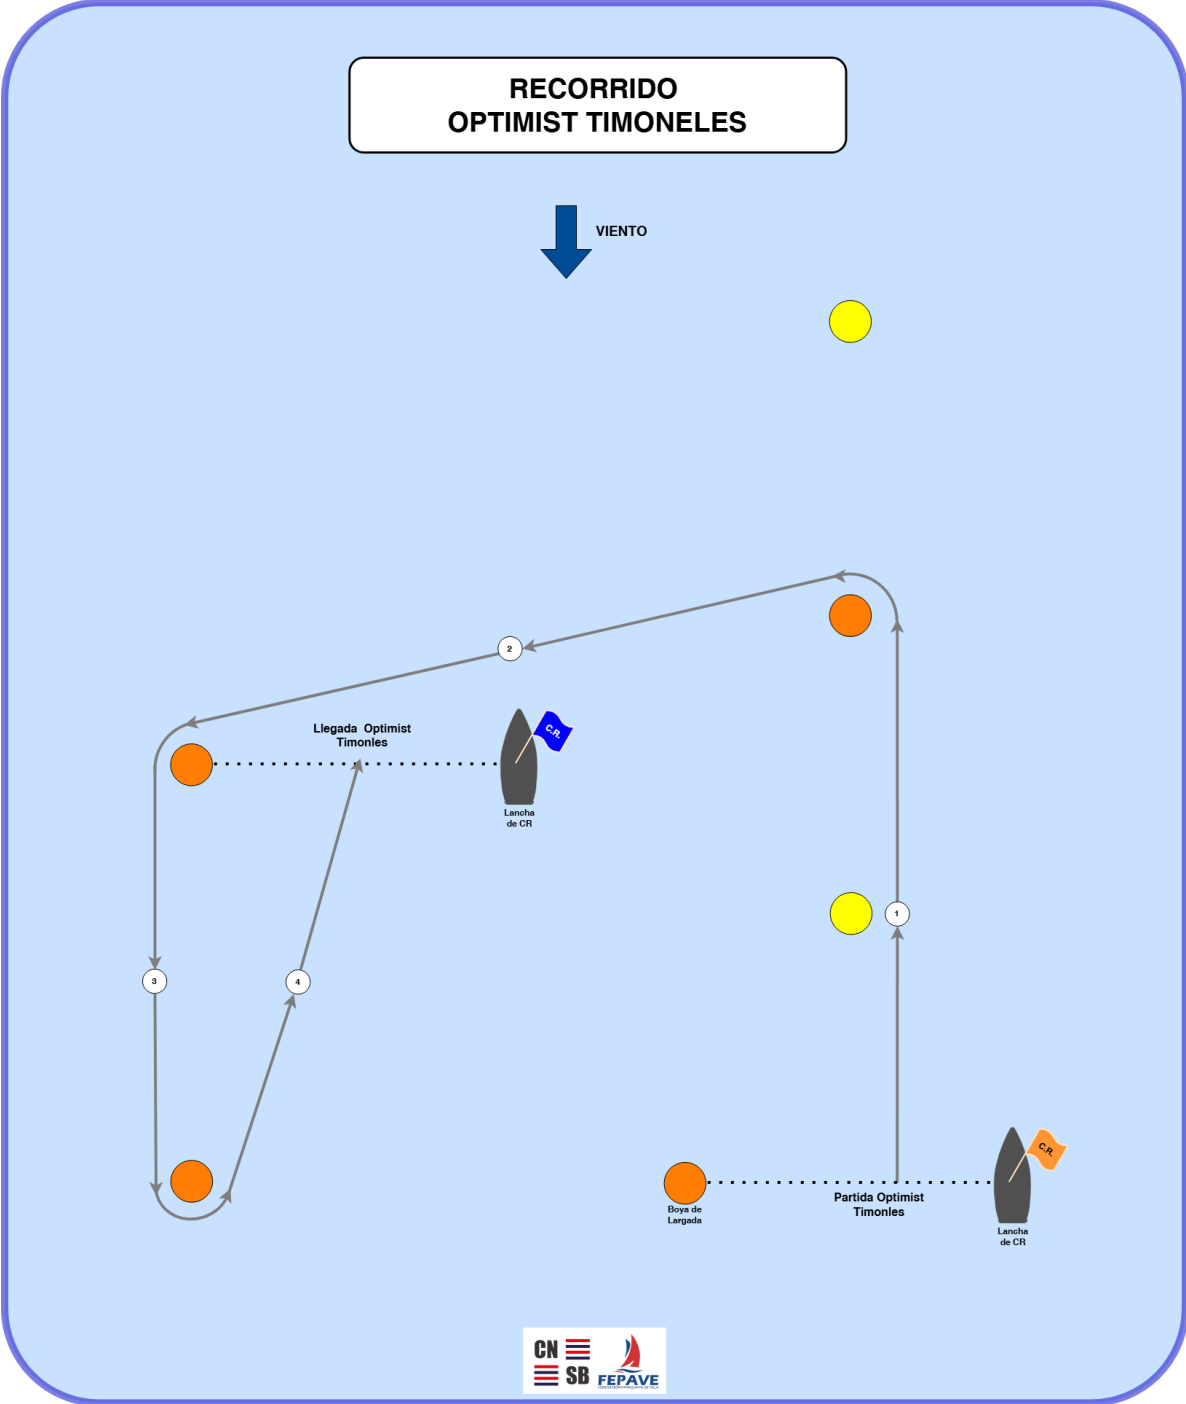 RECORRIDO
OPTIMIST TIMONELES
VIENTO
2
Llegada Optimist
Timonles
C.R.
Lancha
de CR
1
3
4
C.R.
Boya de
Largada
Partida Optimist
Timonles
Lancha
de CR
CN
SB
FEPAVE